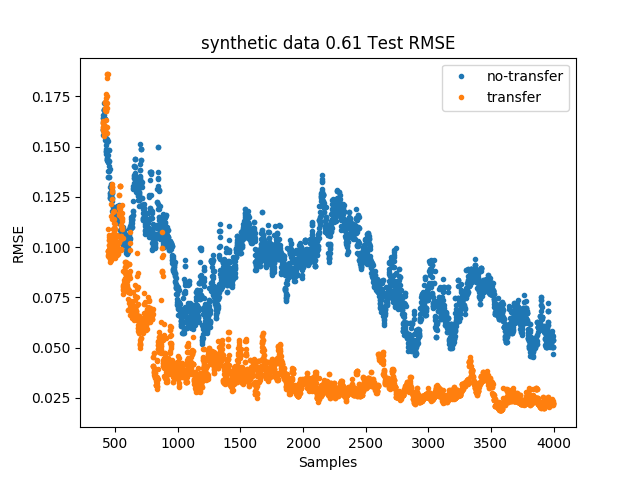 synthetic data 0.61 Test RMSE
no-transfer
transfer
0.175
0.150
0.125
0.100
0.075
0.050
0.025
RMSE
500 1000 1500 2000 2500 3000 3500 4000
Samples